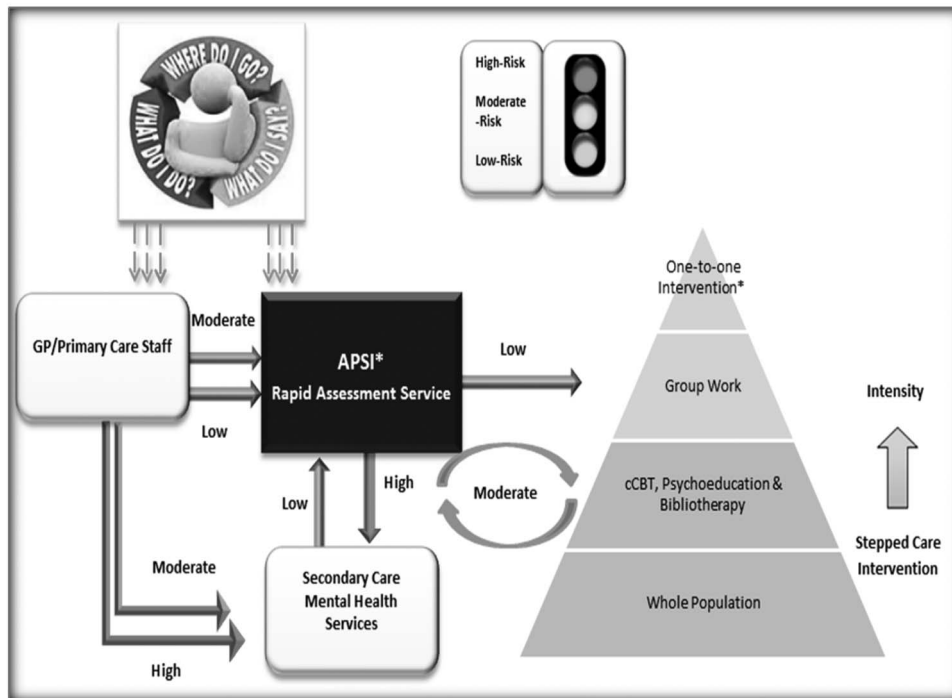 WHERE DO I GO?
WHAT DO I SAY?
WHAT DO I DO?
High-Risk
Moderate
-Risk
Low-Risk
GP/Primary Care Staff
Moderate
Low
APSI*
Rapid Assessment Service
Low
High
Low
Moderate
Moderate
High
Secondary Care
Mental Health
Services
One-to-one
Intervention*
Group Work
cCBT, Psychoeducation &
Bibliotherapy
Whole Population
Intensity
Stepped Care
Intervention